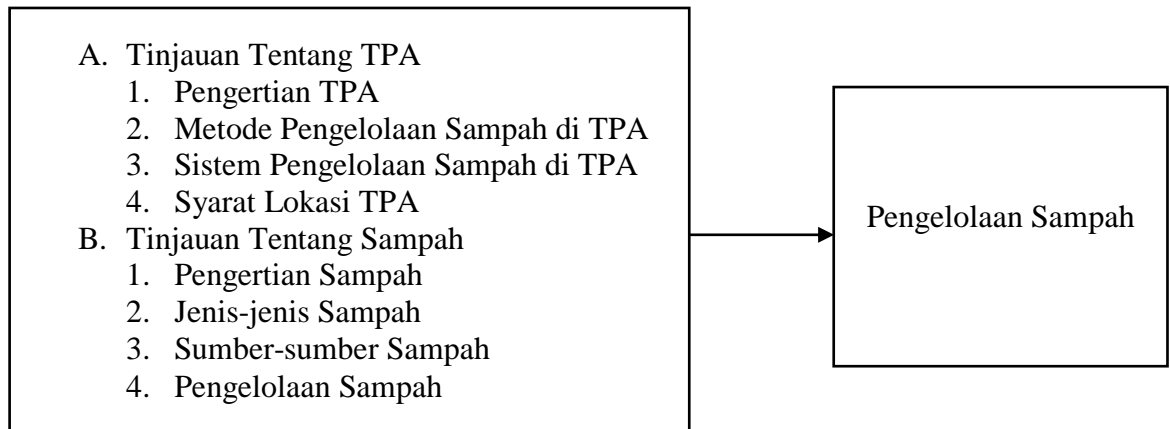 A. Tinjauan Tentang TPA
1. Pengertian TPA
2. Metode Pengelolaan Sampah di TPA
3. Sistem Pengelolaan Sampah di TPA
4. Syarat Lokasi TPA
B. Tinjauan Tentang Sampah
1. Pengertian Sampah
2. Jenis-jenis Sampah
3. Sumber-sumber Sampah
4. Pengelolaan Sampah
Pengelolaan Sampah